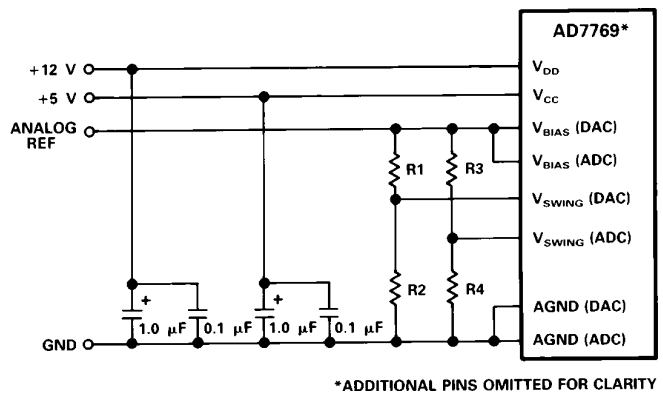 AD7769*
+12 V
V_DD
+5 V
V_CC
ANALOG
REF
V_BIAS (DAC)
V_BIAS (ADC)
R1
R3
V_SWING (DAC)
V_SWING (ADC)
R2
R4
+
+
1.0 µF
0.1 µF
1.0 µF
0.1 µF
AGND (DAC)
GND
AGND (ADC)
*ADDITIONAL PINS OMITTED FOR CLARITY